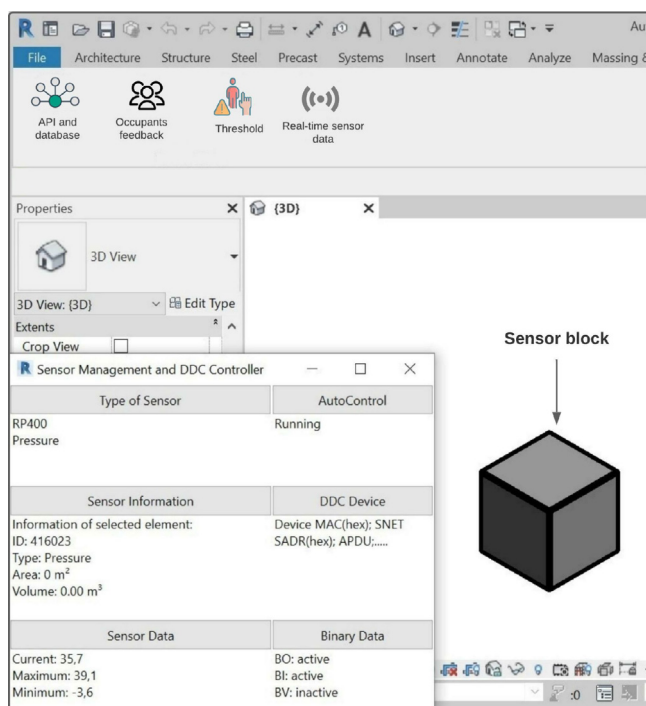 R
A
Au
File Architecture Structure Steel Precast Systems Insert Annotate Analyze Massing &
API and
database
Occupants
feedback
Threshold
Real-time sensor
data
Properties
{3D}
3D View
3D View: {3D}
Edit Type
Extents
Crop View
Sensor block
R Sensor Management and DDC Controller
Type of Sensor
AutoControl
RP400
Pressure
Running
Sensor Information
DDC Device
Information of selected element:
ID: 416023
Type: Pressure
Area: 0 m²
Volume: 0.00 m³
Device MAC(hex); SNET
SADR(hex); APDU;.....
Sensor Data
Binary Data
Current: 35,7
Maximum: 39,1
Minimum: -3,6
BO: active
BI: active
BV: inactive
:0